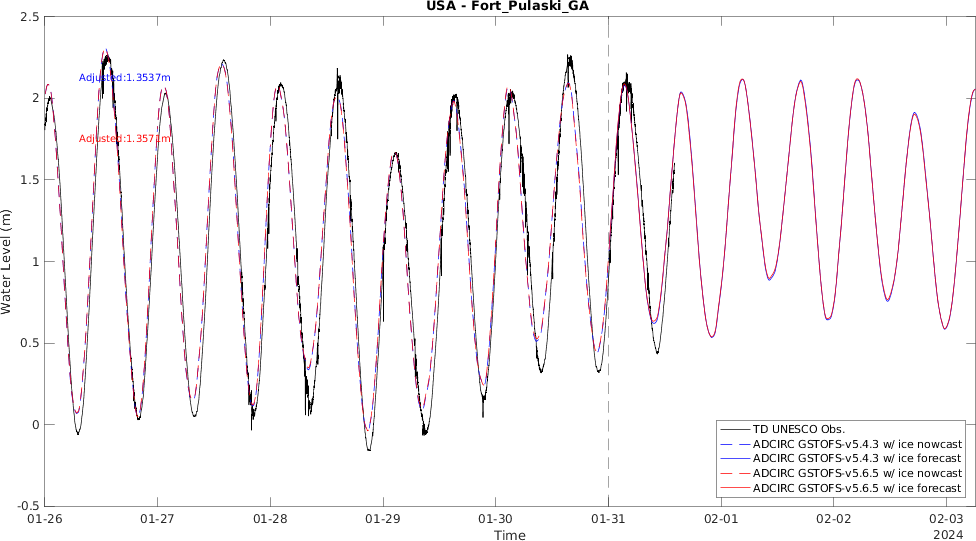 USA - Fort_Pulaski_GA
2.5
2
1.5
1
0.5
0
-0.5
Water Level (m)
Adjusted:1.3537m
Adjusted:1.3571m
TD UNESCO Obs.
ADCIRC GSTOFS-v5.4.3 w/ ice nowcast
ADCIRC GSTOFS-v5.4.3 w/ ice forecast
ADCIRC GSTOFS-v5.6.5 w/ ice nowcast
ADCIRC GSTOFS-v5.6.5 w/ ice forecast
01-26 01-27 01-28 01-29 01-30 01-31 02-01 02-02 02-03
Time
2024